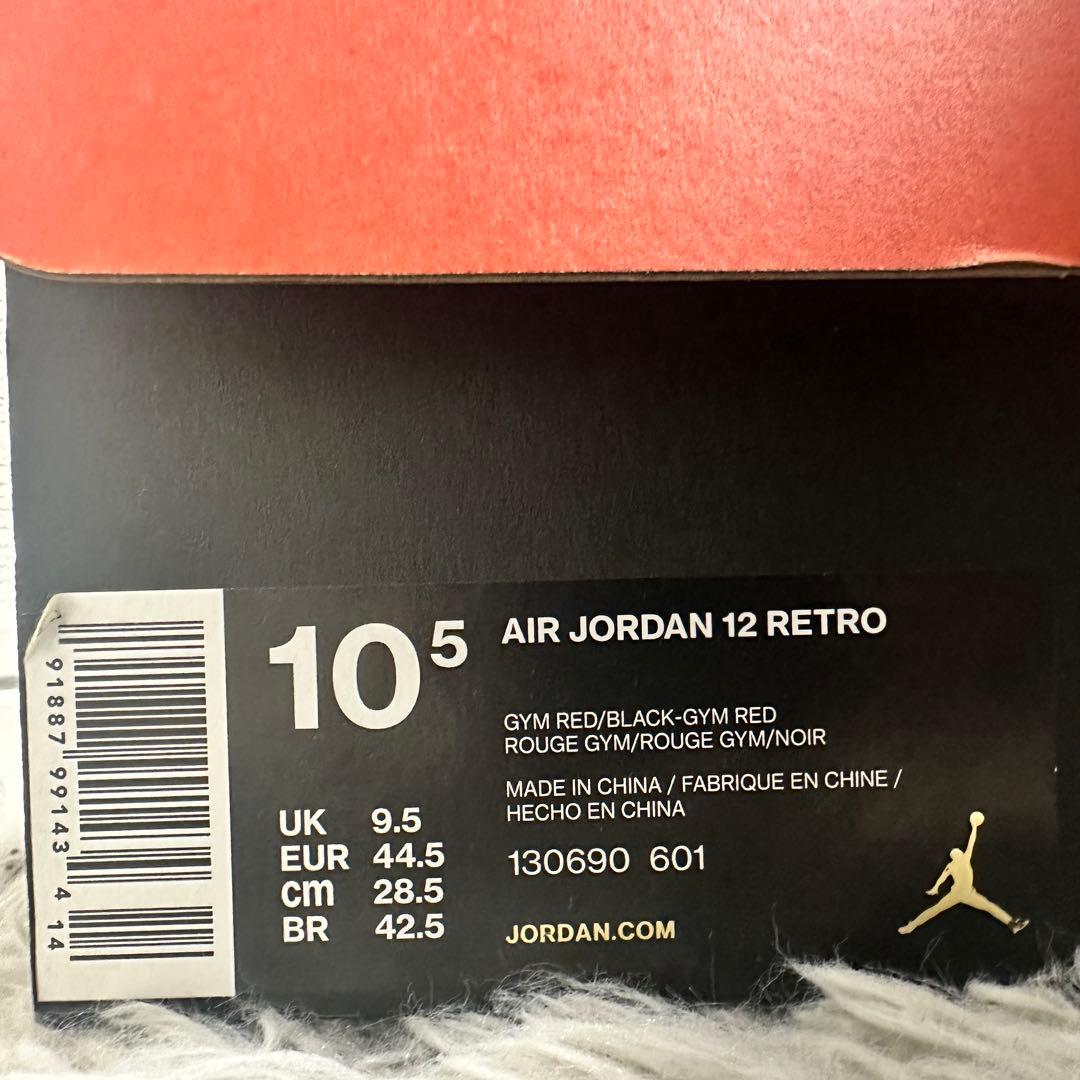 10⁵
AIR JORDAN 12 RETRO
GYM RED/BLACK-GYM RED
ROUGE GYM/ROUGE GYM/NOIR
MADE IN CHINA / FABRIQUE EN CHINE /
HECHO EN CHINA
130690 601
JORDAN.COM
UK 9.5
EUR 44.5
cm 28.5
BR 42.5
91887 99143 4 14